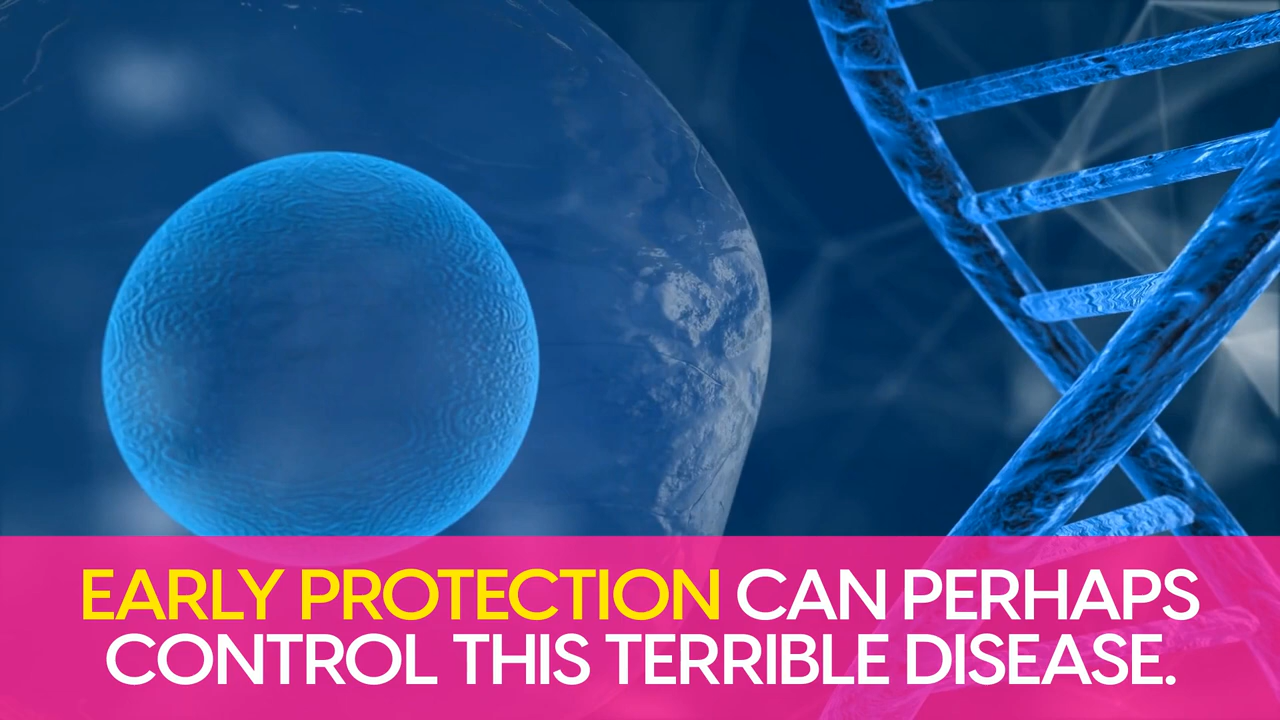 EARLY PROTECTION CAN PERHAPS
CONTROL THIS TERRIBLE DISEASE.